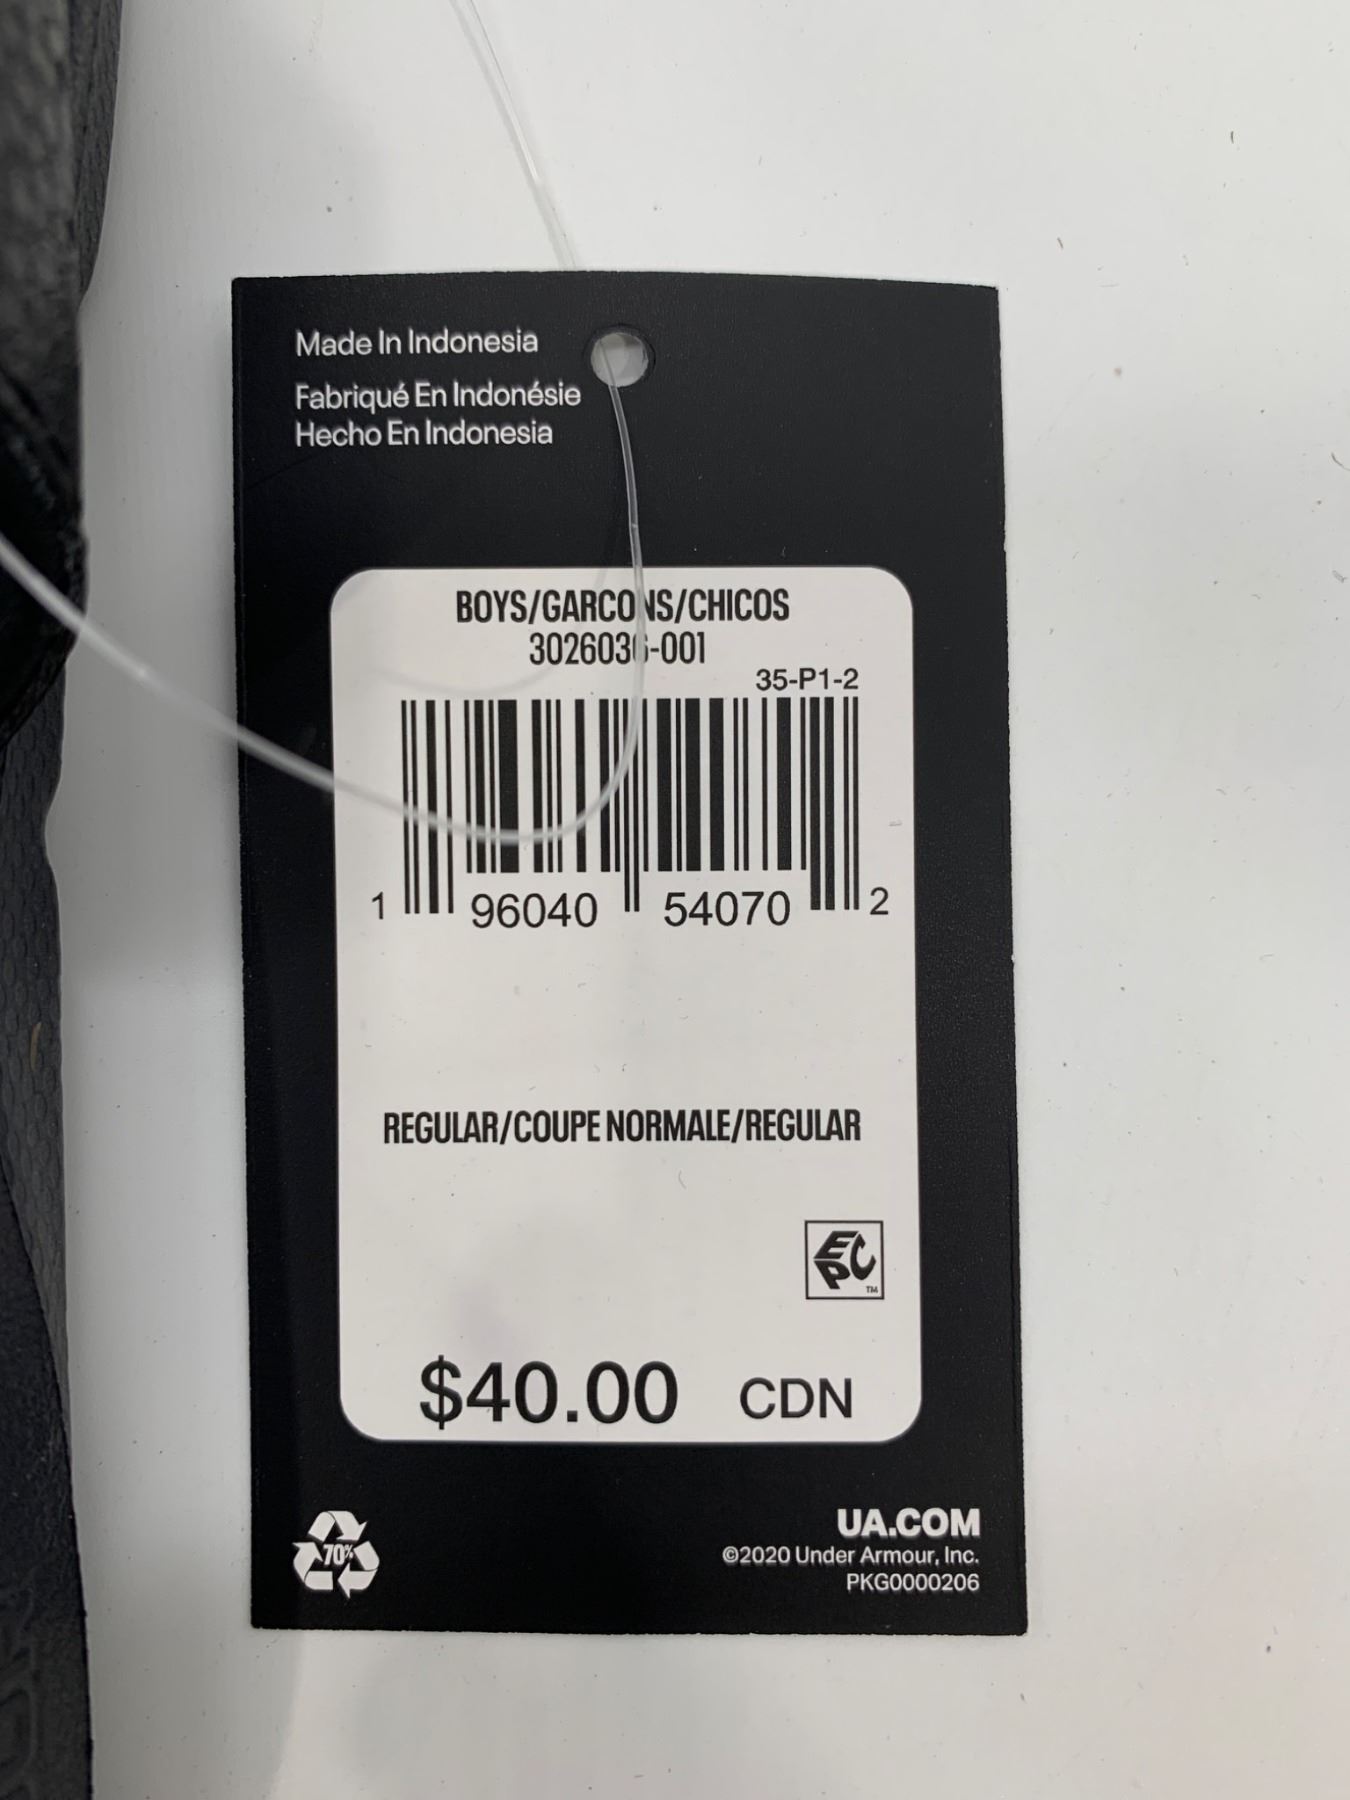 Made In Indonesia
Fabriqué En Indonésie
Hecho En Indonesia
BOYS/GARCONS/CHICOS
3026036-001
35-P1-2
1 96040 54070 2
REGULAR/COUPE NORMALE/REGULAR
EPC
TM
$40.00 CDN
70%
UA.COM
©2020 Under Armour, Inc.
PKG0000206